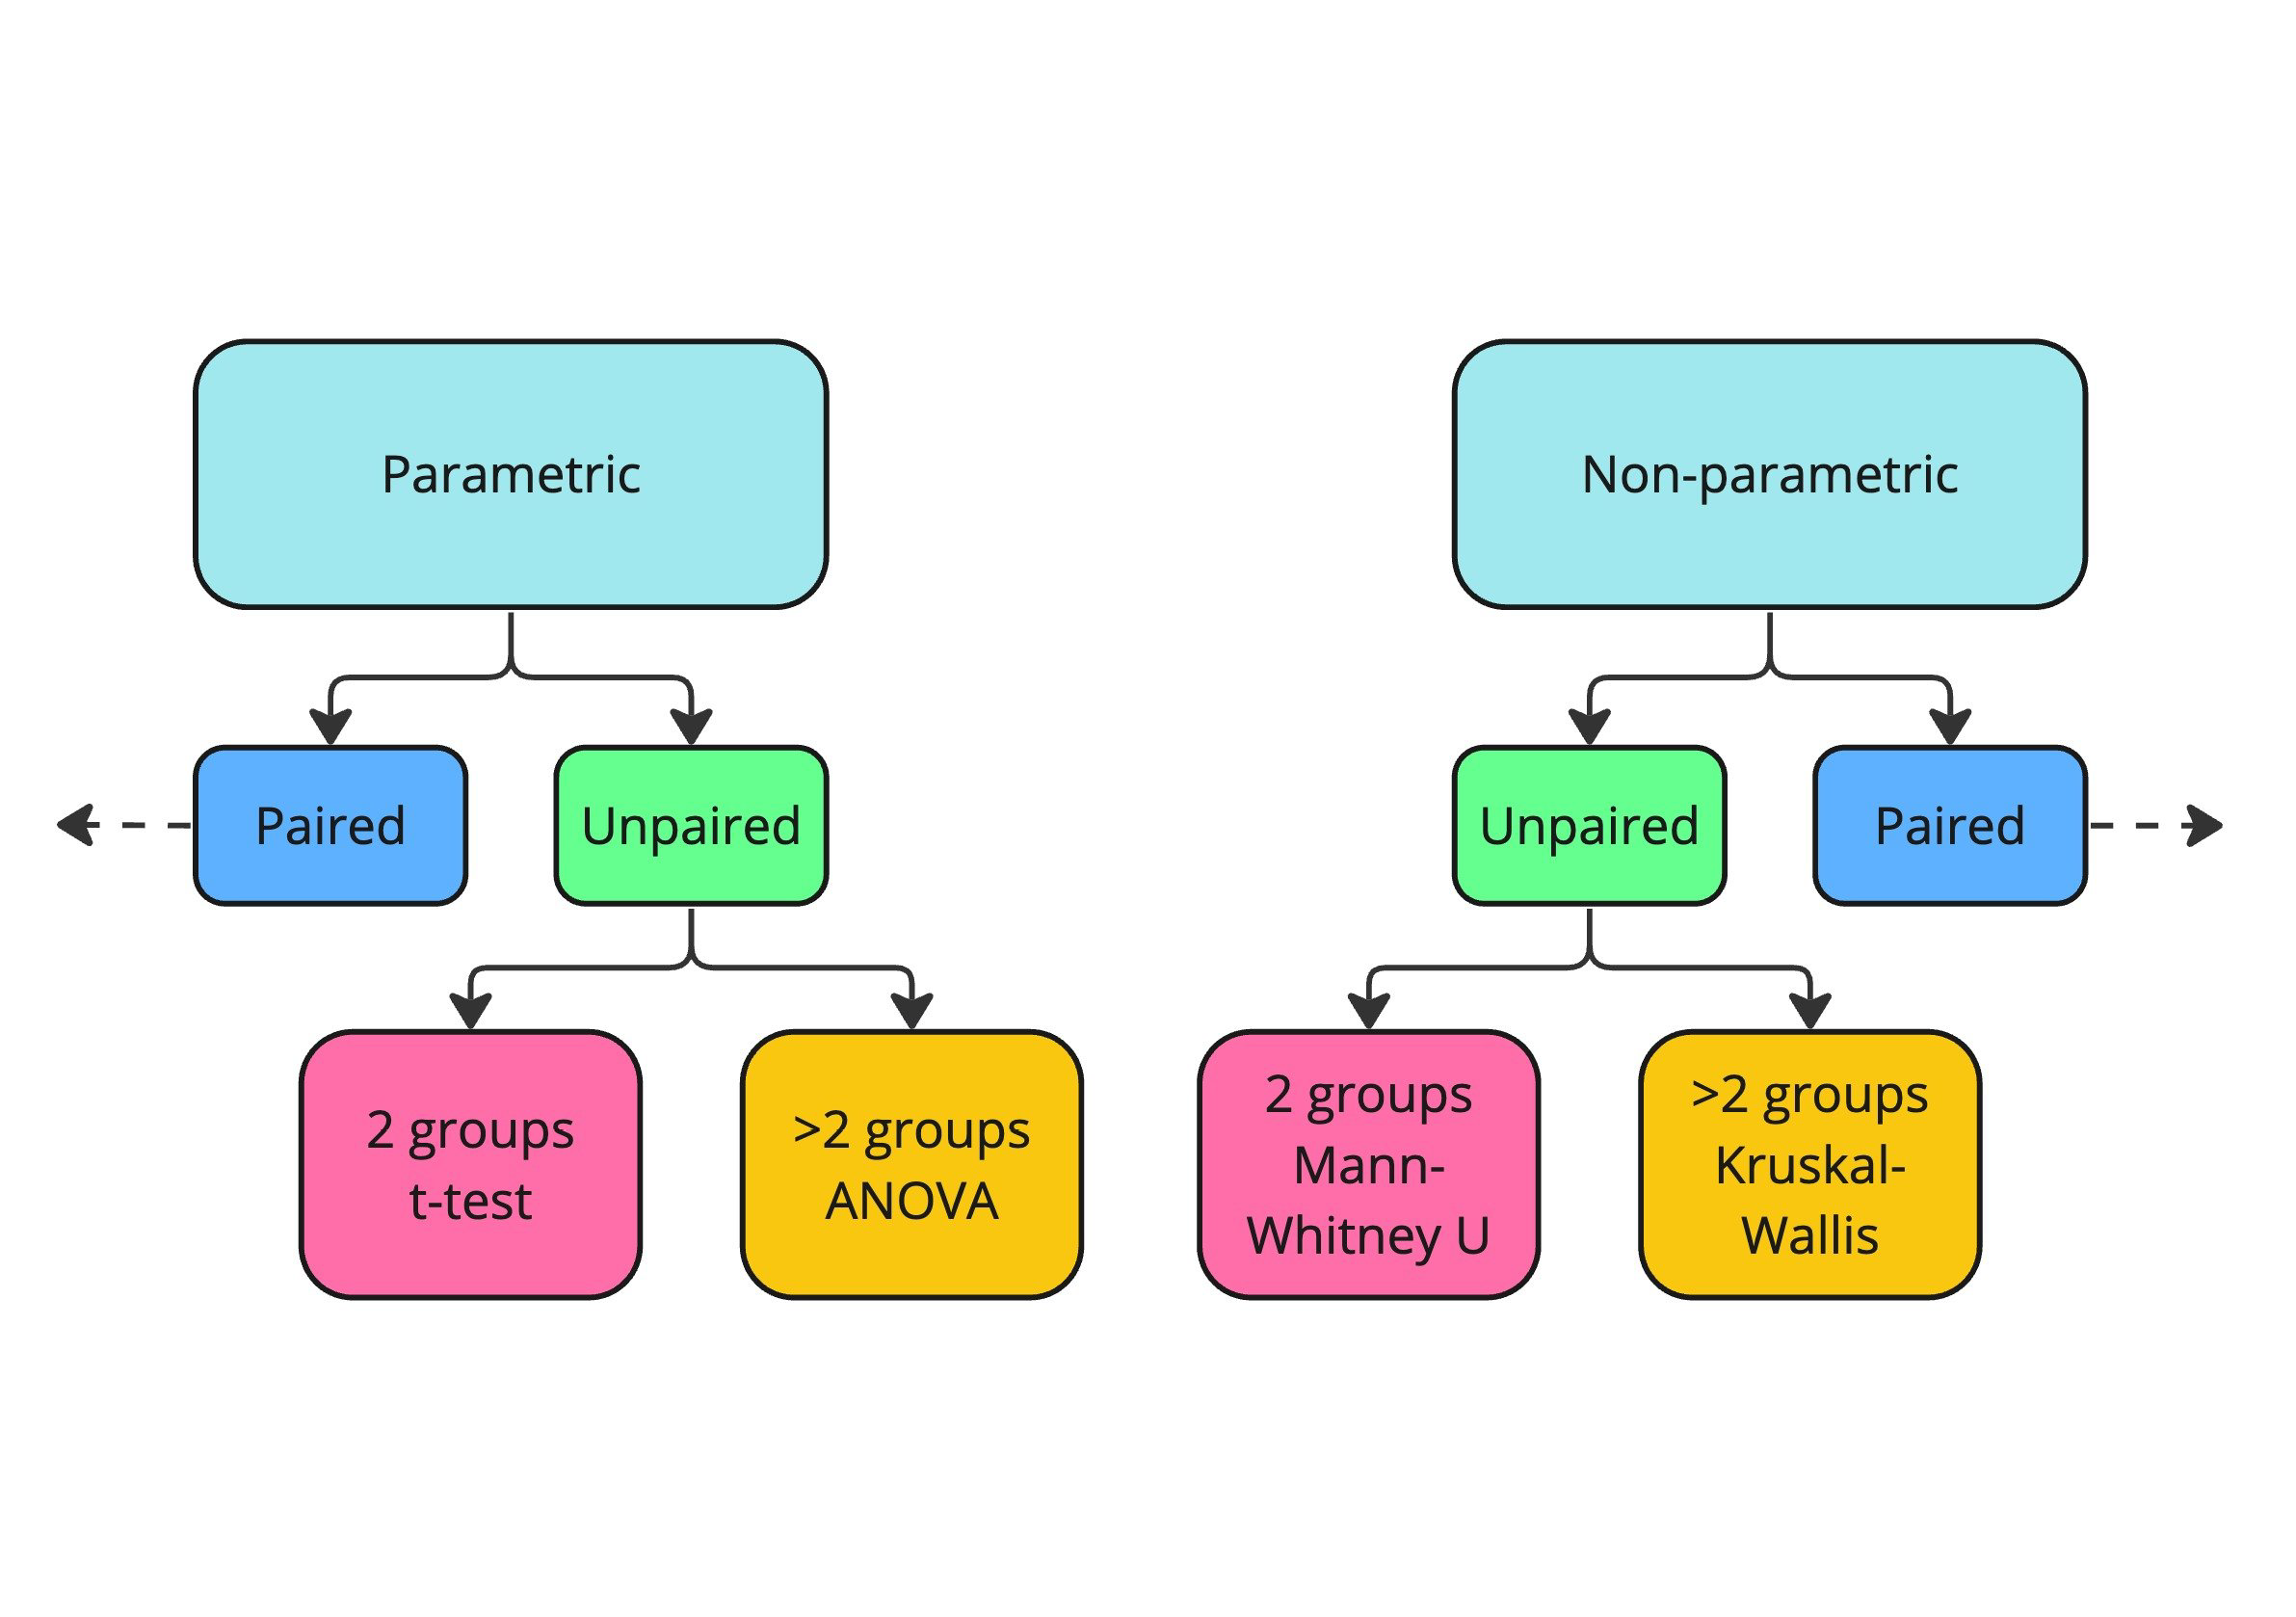 Parametric
Non-parametric
Paired
Unpaired
Unpaired
Paired
2 groups
t-test
>2 groups
ANOVA
2 groups
Mann-
Whitney U
>2 groups
Kruskal-
Wallis